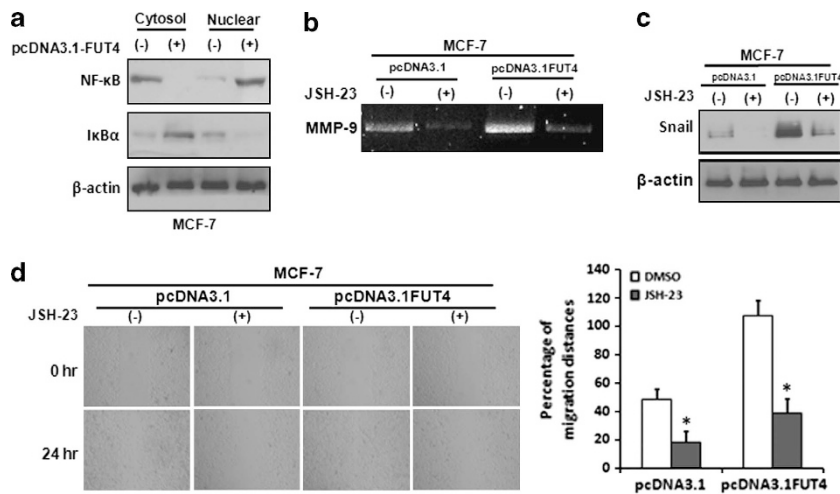 a
Cytosol Nuclear
pcDNA3.1-FUT4 (-) (+) (-) (+)
NF-κB
IκBα
β-actin
MCF-7
b
MCF-7
pcDNA3.1 pcDNA3.1FUT4
JSH-23 (-) (+) (-) (+)
MMP-9
c
MCF-7
pcDNA3.1 pcDNA3.1FUT4
JSH-23 (-) (+) (-) (+)
Snail
β-actin
d
MCF-7
pcDNA3.1 pcDNA3.1FUT4
JSH-23 (-) (+) (-) (+)
0 hr
24 hr
Percentage of
migration distances
140
120
100
80
60
40
20
0
DMSO
JSH-23
*
*
pcDNA3.1 pcDNA3.1FUT4